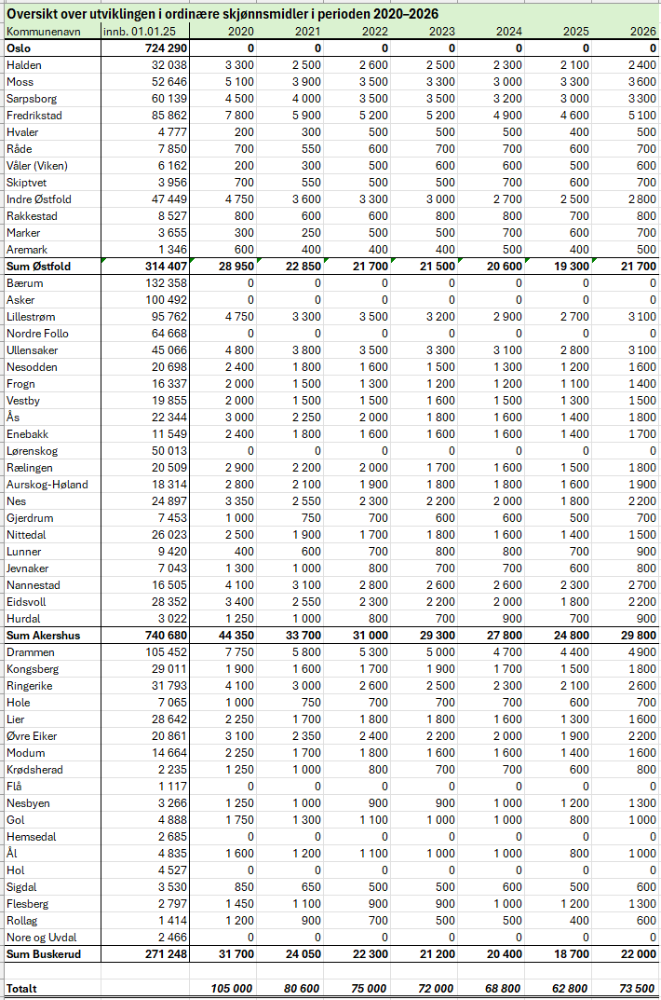 Oversikt over utviklingen i ordinære skjønnsmidler i perioden 2020–2026
Kommunenavn innb. 01.01.25 2020 2021 2022 2023 2024 2025 2026
Oslo 724 290 0 0 0 0 0 0 0
Halden 32 038 3 300 2 500 2 600 2 500 2 300 2 100 2 400
Moss 52 646 5 100 3 900 3 500 3 300 3 000 3 300 3 600
Sarpsborg 60 139 4 500 4 000 3 500 3 500 3 200 3 000 3 300
Fredrikstad 85 862 7 800 5 900 5 200 5 200 4 900 4 600 5 100
Hvaler 4 777 200 300 500 500 500 400 500
Råde 7 850 700 550 600 700 700 600 700
Våler (Viken) 6 162 200 300 500 600 600 500 600
Skiptvet 3 956 700 550 500 500 700 600 700
Indre Østfold 47 449 4 750 3 600 3 300 3 000 2 700 2 500 2 800
Rakkestad 8 527 800 600 600 800 800 700 800
Marker 3 655 300 250 500 500 700 600 700
Aremark 1 346 600 400 400 400 500 400 500
Sum Østfold 314 407 28 950 22 850 21 700 21 500 20 600 19 300 21 700
Bærum 132 358 0 0 0 0 0 0 0
Asker 100 492 0 0 0 0 0 0 0
Lillestrøm 95 762 4 750 3 300 3 500 3 200 2 900 2 700 3 100
Nordre Follo 64 668 0 0 0 0 0 0 0
Ullensaker 45 066 4 800 3 800 3 500 3 300 3 100 2 800 3 100
Nesodden 20 698 2 400 1 800 1 600 1 500 1 300 1 200 1 600
Frogn 16 337 2 000 1 500 1 300 1 200 1 200 1 100 1 400
Vestby 19 855 2 000 1 500 1 500 1 600 1 500 1 300 1 500
Ås 22 344 3 000 2 250 2 000 1 800 1 600 1 400 1 800
Enebakk 11 549 2 400 1 800 1 600 1 600 1 600 1 400 1 700
Lørenskog 50 013 0 0 0 0 0 0 0
Rælingen 20 509 2 900 2 200 2 000 1 700 1 600 1 500 1 800
Aurskog-Høland 18 314 2 800 2 100 1 900 1 800 1 800 1 600 1 900
Nes 24 897 3 350 2 550 2 300 2 200 2 000 1 800 2 200
Gjerdrum 7 453 1 000 750 700 600 600 500 700
Nittedal 26 023 2 500 1 900 1 700 1 800 1 600 1 400 1 500
Lunner 9 420 400 600 700 800 800 700 900
Jevnaker 7 043 1 300 1 000 800 700 700 600 800
Nannestad 16 505 4 100 3 100 2 800 2 600 2 600 2 300 2 700
Eidsvoll 28 352 3 400 2 550 2 300 2 200 2 000 1 800 2 200
Hurdal 3 022 1 250 1 000 800 700 900 700 900
Sum Akershus 740 680 44 350 33 700 31 000 29 300 27 800 24 800 29 800
Drammen 105 452 7 750 5 800 5 300 5 000 4 700 4 400 4 900
Kongsberg 29 011 1 900 1 600 1 700 1 900 1 700 1 500 1 800
Ringerike 31 793 4 100 3 000 2 600 2 500 2 300 2 100 2 600
Hole 7 065 1 000 750 700 700 700 600 700
Lier 28 642 2 250 1 700 1 800 1 800 1 600 1 300 1 600
Øvre Eiker 20 861 3 100 2 350 2 400 2 200 2 000 1 900 2 200
Modum 14 664 2 250 1 700 1 800 1 600 1 600 1 400 1 600
Krødsherad 2 235 1 250 1 000 800 700 700 600 800
Flå 1 117 0 0 0 0 0 0 0
Nesbyen 3 266 1 250 1 000 900 900 1 000 1 200 1 300
Gol 4 888 1 750 1 300 1 100 1 000 1 000 800 1 000
Hemsedal 2 685 0 0 0 0 0 0 0
Ål 4 835 1 600 1 200 1 100 1 000 1 000 800 1 000
Hol 4 527 0 0 0 0 0 0 0
Sigdal 3 530 850 650 500 500 600 500 600
Flesberg 2 797 1 450 1 100 900 900 1 000 1 200 1 300
Rollag 1 414 1 200 900 700 500 500 400 600
Nore og Uvdal 2 466 0 0 0 0 0 0 0
Sum Buskerud 271 248 31 700 24 050 22 300 21 200 20 400 18 700 22 000
Totalt 105 000 80 600 75 000 72 000 68 800 62 800 73 500